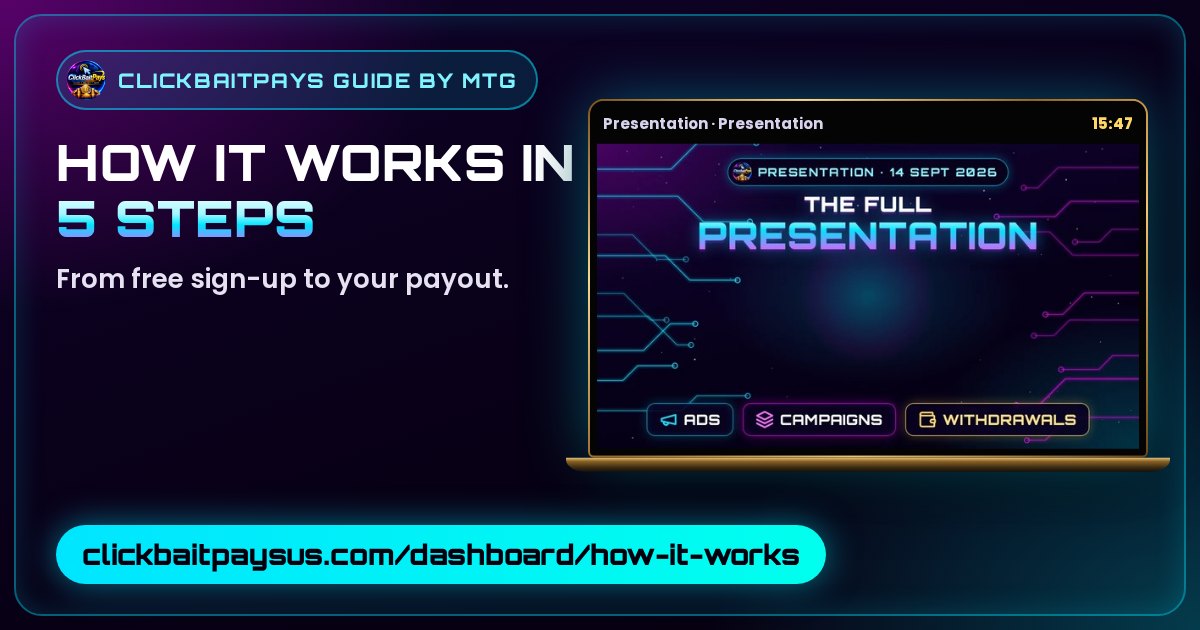 ClickBaitPays
CLICKBAITPAYS GUIDE BY MTG
HOW IT WORKS IN
5 STEPS
From free sign-up to your payout.
Presentation · Presentation
15:47
PRESENTATION · 14 SEPT 2026
THE FULL
PRESENTATION
ADS
CAMPAIGNS
WITHDRAWALS
clickbaitpaysus.com/dashboard/how-it-works